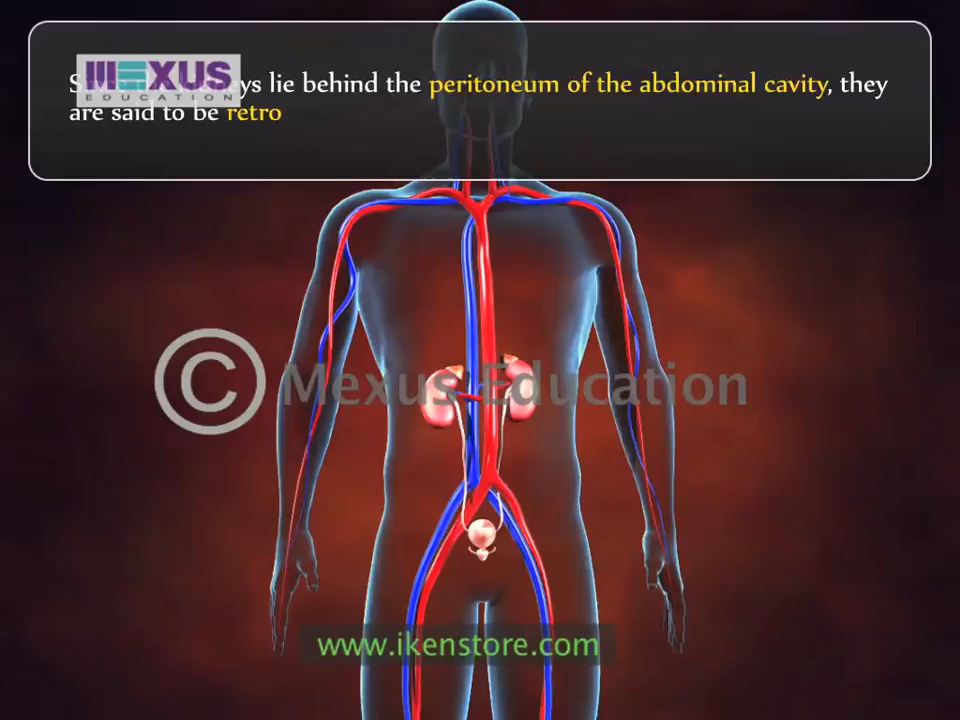 MEXUS
EDUCATION
S lie behind the peritoneum of the abdominal cavity, they
are said to be retro
© Mexus Education
www.ikenstore.com